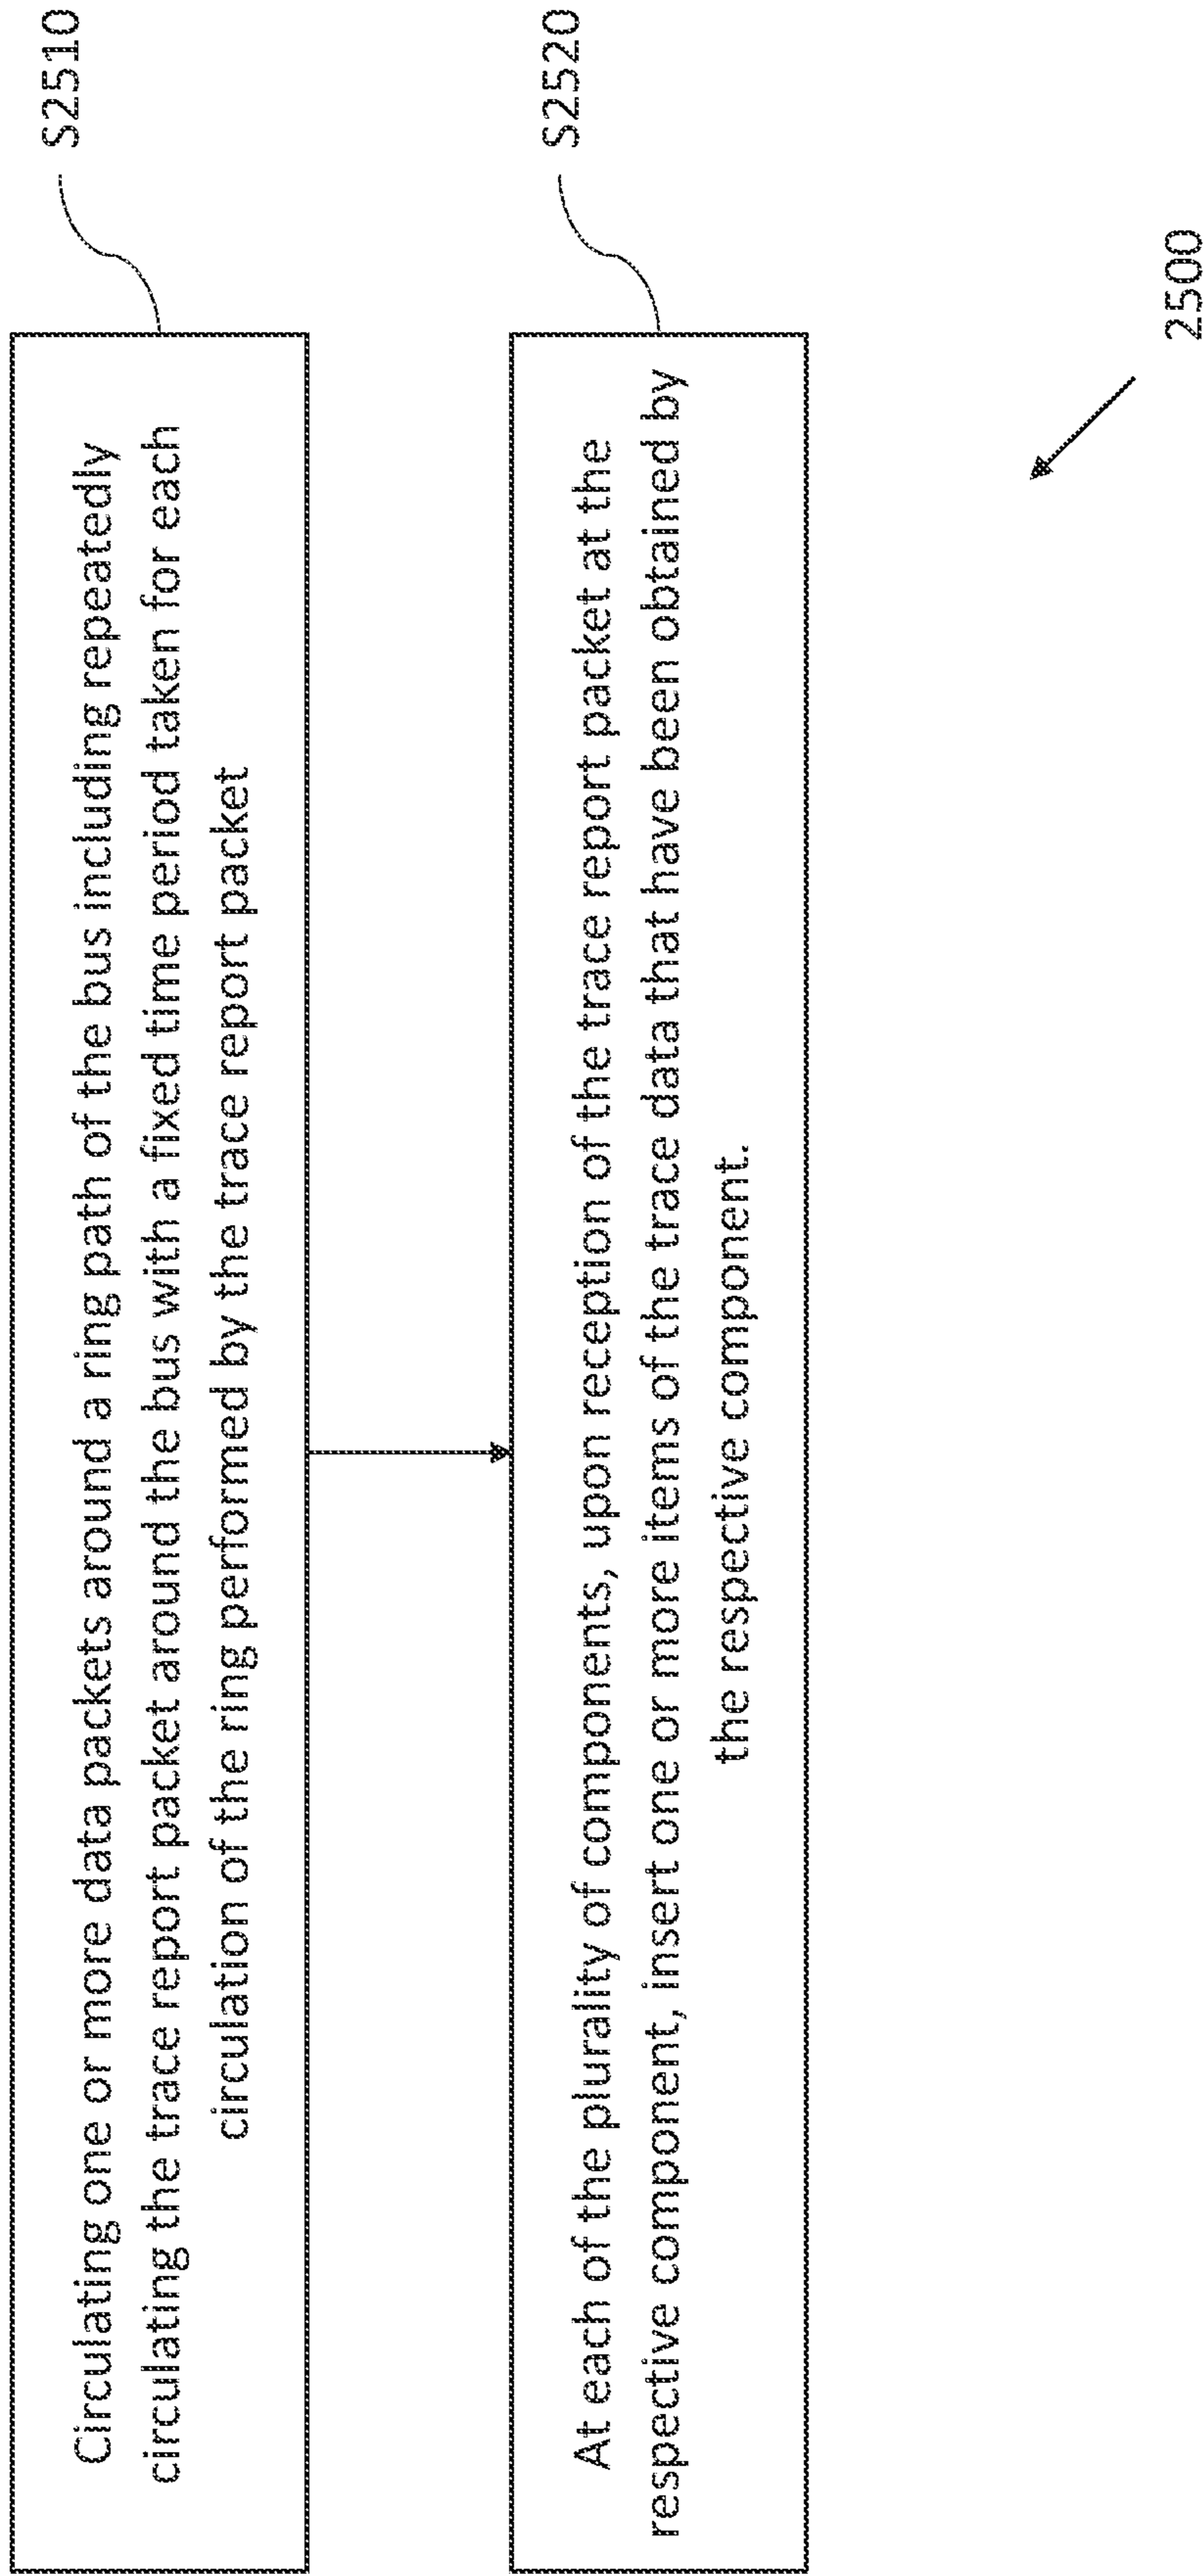 Circulating one or more data packets around a ring path of the bus including repeatedly
circulating the trace report packet around the bus with a fixed time period taken for each
circulation of the ring performed by the trace report packet
S2510
At each of the plurality of components, upon reception of the trace report packet at the
respective component, insert one or more items of the trace data that have been obtained by
the respective component.
S2520
2500